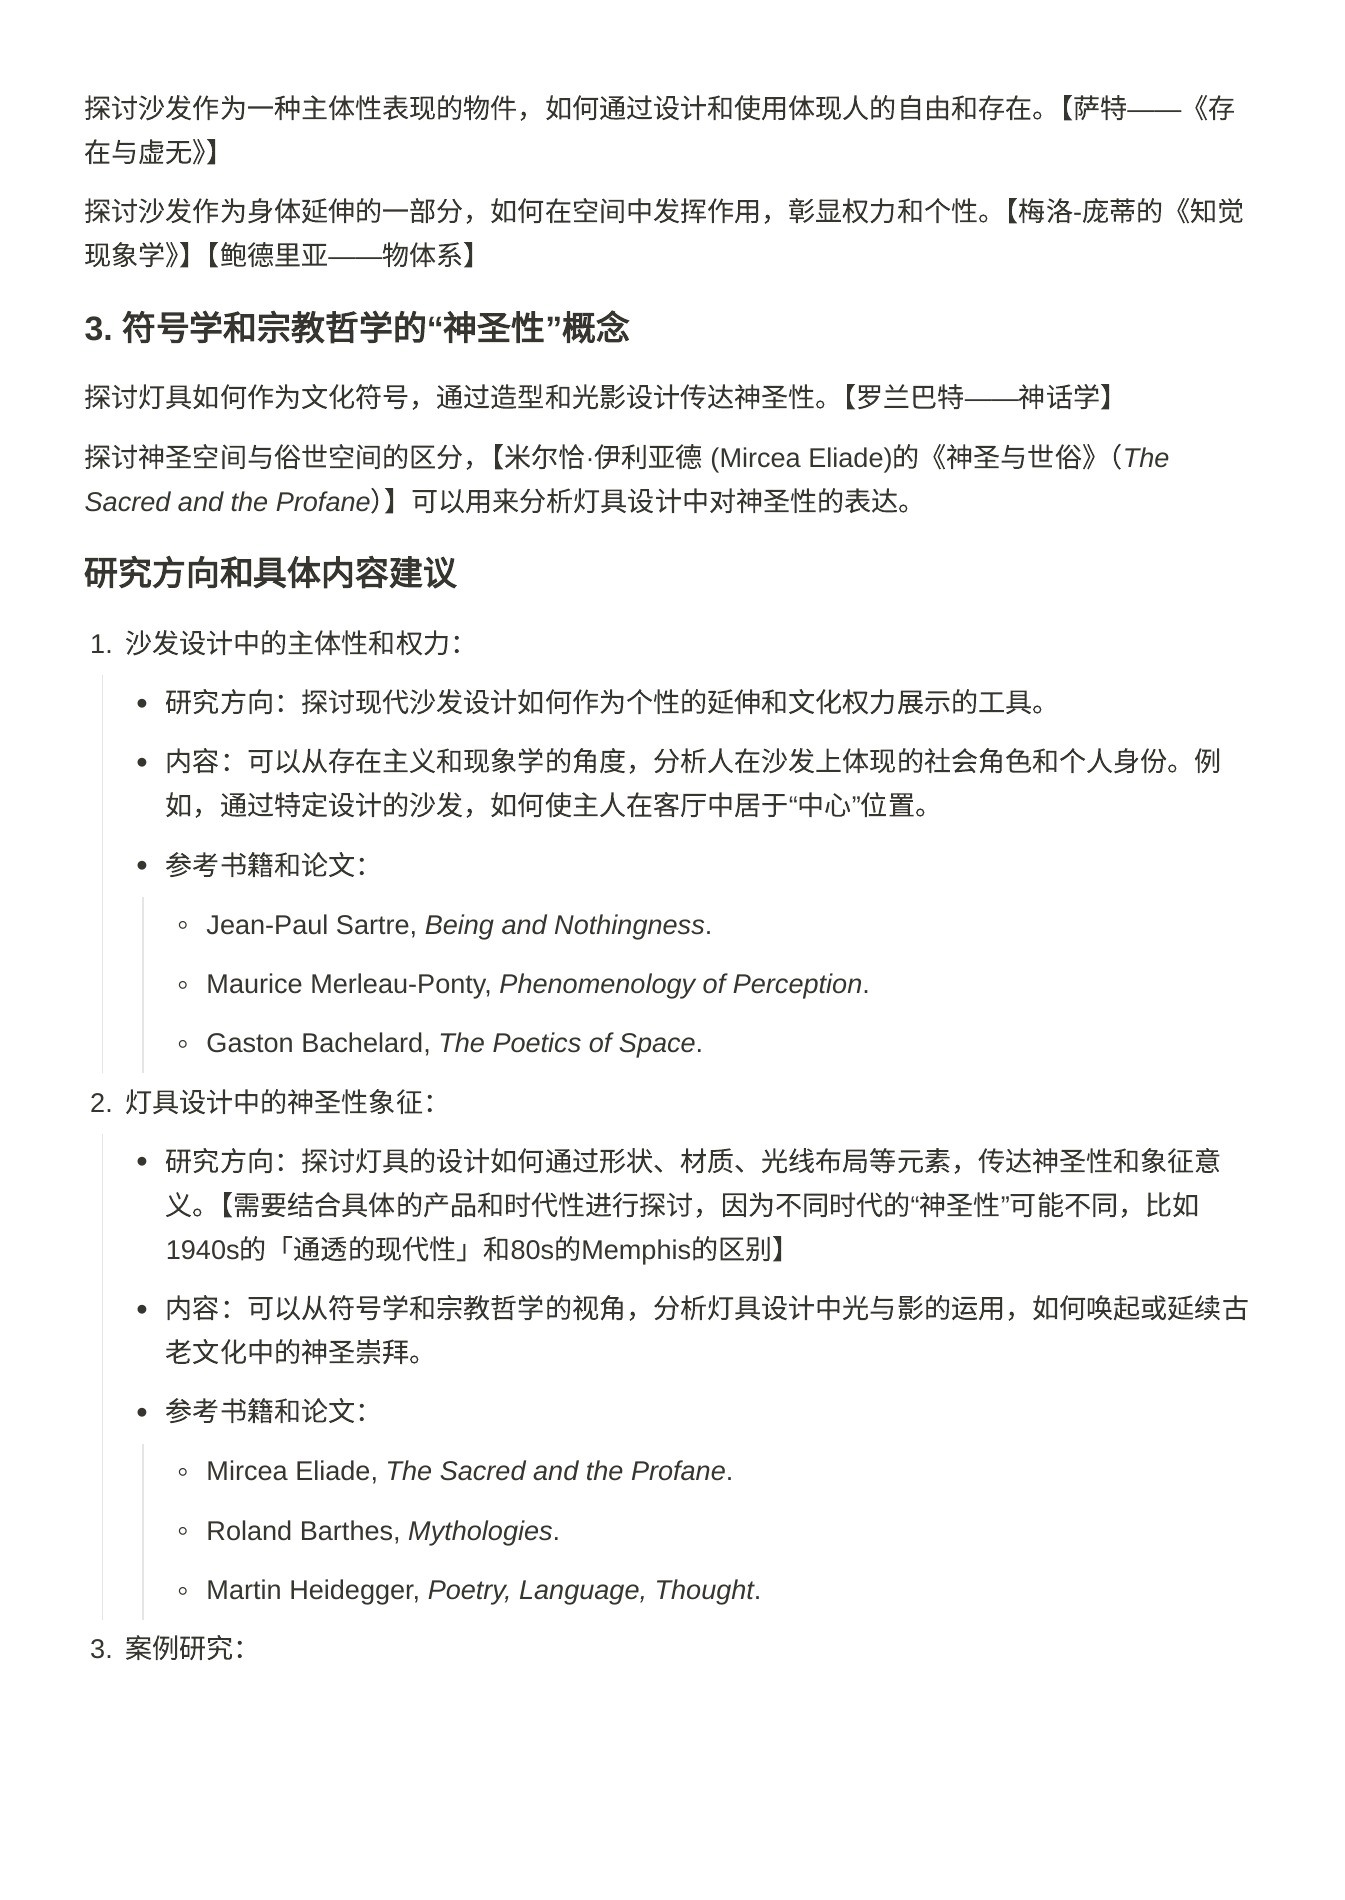 探讨沙发作为一种主体性表现的物件，如何通过设计和使用体现人的自由和存在。【萨特——《存
在与虚无》】
探讨沙发作为身体延伸的一部分，如何在空间中发挥作用，彰显权力和个性。【梅洛-庞蒂的《知觉
现象学》】【鲍德里亚——物体系】
3. 符号学和宗教哲学的“神圣性”概念
探讨灯具如何作为文化符号，通过造型和光影设计传达神圣性。【罗兰巴特——神话学】
探讨神圣空间与俗世空间的区分，【米尔恰·伊利亚德 (Mircea Eliade)的《神圣与世俗》（The
Sacred and the Profane）】可以用来分析灯具设计中对神圣性的表达。
研究方向和具体内容建议
1. 沙发设计中的主体性和权力：
• 研究方向：探讨现代沙发设计如何作为个性的延伸和文化权力展示的工具。
• 内容：可以从存在主义和现象学的角度，分析人在沙发上体现的社会角色和个人身份。例
如，通过特定设计的沙发，如何使主人在客厅中居于“中心”位置。
• 参考书籍和论文：
◦ Jean-Paul Sartre, Being and Nothingness.
◦ Maurice Merleau-Ponty, Phenomenology of Perception.
◦ Gaston Bachelard, The Poetics of Space.
2. 灯具设计中的神圣性象征：
• 研究方向：探讨灯具的设计如何通过形状、材质、光线布局等元素，传达神圣性和象征意
义。【需要结合具体的产品和时代性进行探讨，因为不同时代的“神圣性”可能不同，比如
1940s的「通透的现代性」和80s的Memphis的区别】
• 内容：可以从符号学和宗教哲学的视角，分析灯具设计中光与影的运用，如何唤起或延续古
老文化中的神圣崇拜。
• 参考书籍和论文：
◦ Mircea Eliade, The Sacred and the Profane.
◦ Roland Barthes, Mythologies.
◦ Martin Heidegger, Poetry, Language, Thought.
3. 案例研究：